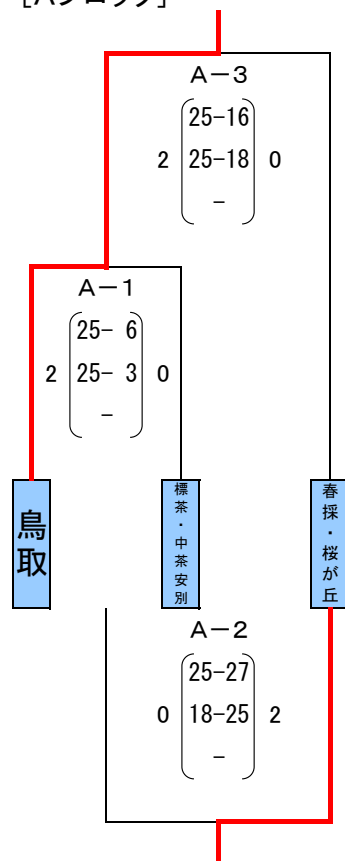 [Aブロック]
A－3
25-16
2 25-18 0
-
A－1
25- 6
2 25- 3 0
-
鳥取
標茶・中茶安別
春採・桜が丘
A－2
25-27
0 18-25 2
-